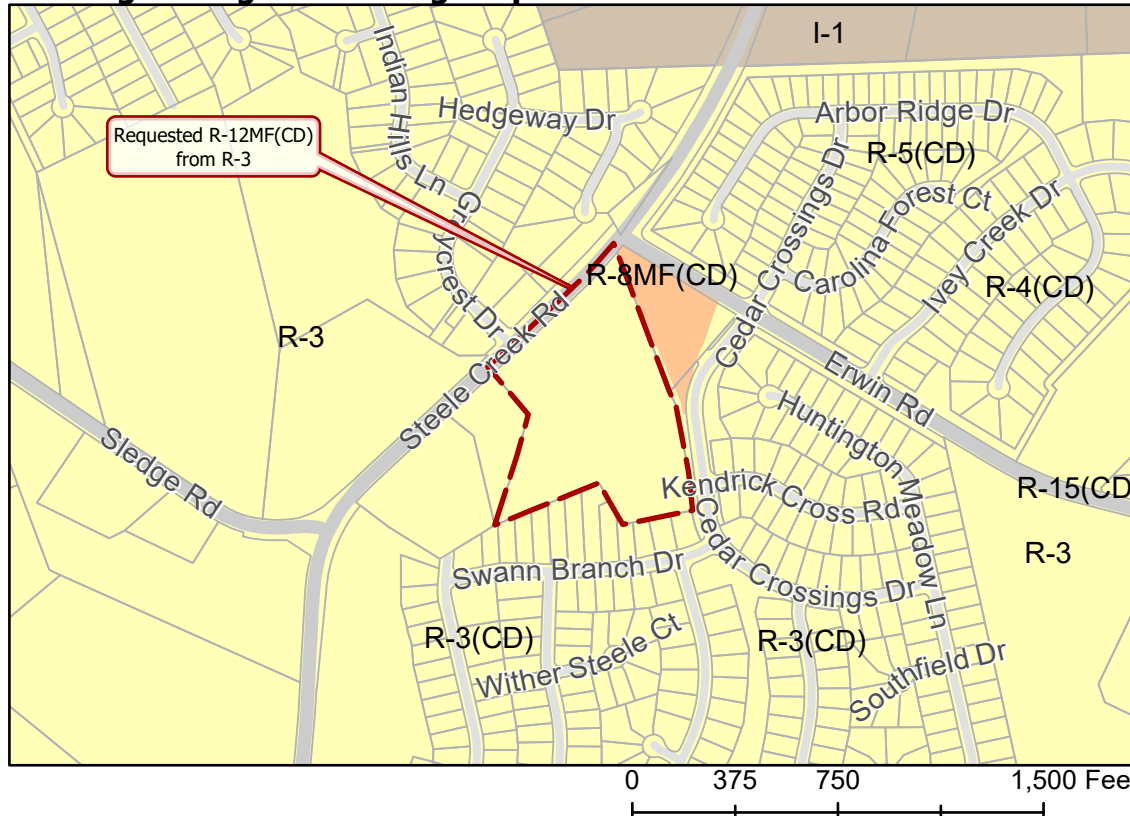 I-1
Indian Hills Ln
Hedgeway Dr
Arbor Ridge Dr
Requested R-12MF(CD)
from R-3
R-5(CD)
Cedar Crossings Dr
Carolina Forest Ct
Ivey Creek Dr
Graycrest Dr
R-8MF(CD)
R-4(CD)
R-3
Steele Creek Rd
Erwin Rd
Sledge Rd
Huntington Meadow Ln
Kendrick Cross Rd
R-15(CD
R-3
Swann Branch Dr
Cedar Crossings Dr
R-3(CD)
R-3(CD)
Wither Steele Ct
Southfield Dr
0 375 750 1,500 Fee